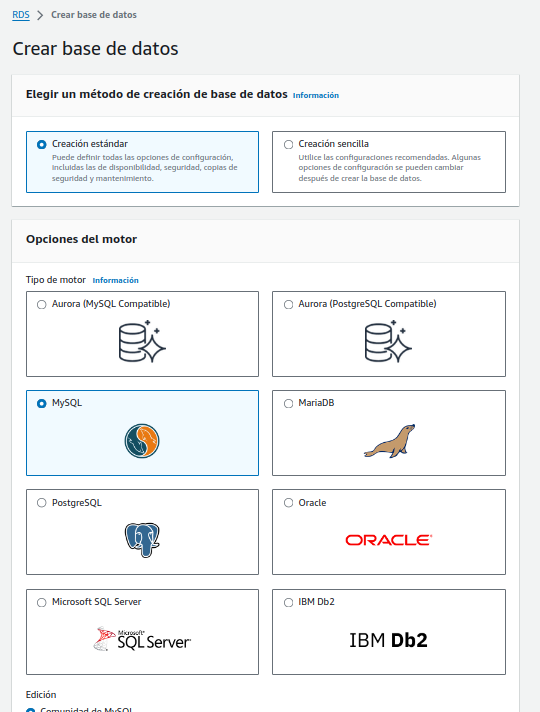 RDS > Crear base de datos
Crear base de datos
Elegir un método de creación de base de datos Información
Creación estándar
Puede definir todas las opciones de configuración,
incluidas las de disponibilidad, seguridad, copias de
seguridad y mantenimiento.
Creación sencilla
Utilice las configuraciones recomendadas. Algunas
opciones de configuración se pueden cambiar
después de crear la base de datos.
Opciones del motor
Tipo de motor Información
Aurora (MySQL Compatible)
Aurora (PostgreSQL Compatible)
MySQL
MariaDB
PostgreSQL
Oracle
ORACLE
Microsoft SQL Server
Microsoft
SQL Server
IBM Db2
IBM Db2
Edición
Comunidad de MySQL